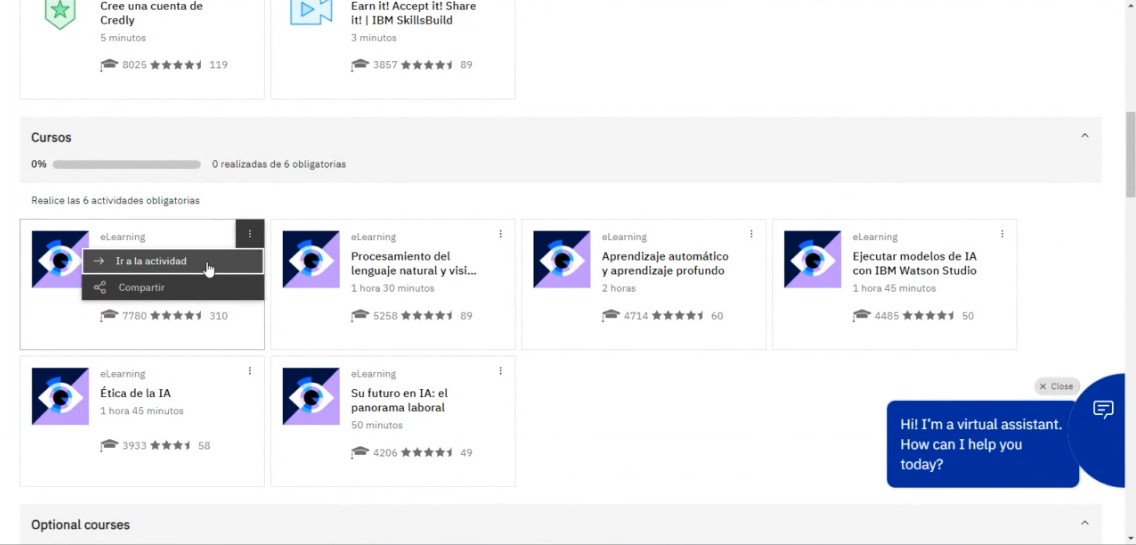 Cree una cuenta de
Credly
5 minutos
8025 119
Earn it! Accept it! Share
it! | IBM SkillsBuild
3 minutos
3857 89
Cursos
0% 0 realizadas de 6 obligatorias
Realice las 6 actividades obligatorias
eLearning
Ir a la actividad
Compartir
7780 310
eLearning
Procesamiento del
lenguaje natural y visi...
1 hora 30 minutos
5258 89
eLearning
Aprendizaje automático
y aprendizaje profundo
2 horas
4714 60
eLearning
Ejecutar modelos de IA
con IBM Watson Studio
1 hora 45 minutos
4485 50
eLearning
Ética de la IA
1 hora 45 minutos
3933 58
eLearning
Su futuro en IA: el
panorama laboral
50 minutos
4206 49
Close
Hi! I'm a virtual assistant.
How can I help you
today?
Optional courses